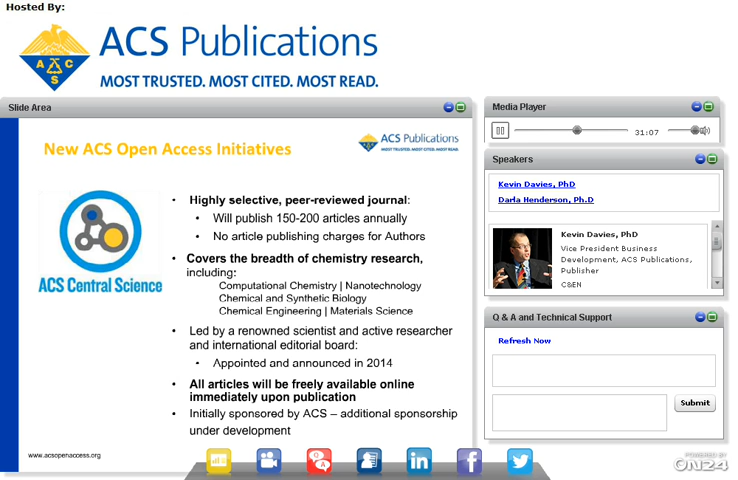 Hosted By:
ACS Publications
MOST TRUSTED. MOST CITED. MOST READ.
A C S
Slide Area
New ACS Open Access Initiatives
ACS Publications
MOST TRUSTED. MOST CITED. MOST READ.
ACS Central Science
• Highly selective, peer-reviewed journal:
• Will publish 150-200 articles annually
• No article publishing charges for Authors
• Covers the breadth of chemistry research,
including:
Computational Chemistry | Nanotechnology
Chemical and Synthetic Biology
Chemical Engineering | Materials Science
• Led by a renowned scientist and active researcher
and international editorial board:
• Appointed and announced in 2014
• All articles will be freely available online
immediately upon publication
• Initially sponsored by ACS – additional sponsorship
under development
www.acsopenaccess.org
Media Player
31:07
Speakers
Kevin Davies, PhD
Darla Henderson, Ph.D
Kevin Davies, PhD
Vice President Business
Development, ACS Publications,
Publisher
C&EN
Q & A and Technical Support
Refresh Now
Submit
Q A
in
f
POWERED BY
ON24